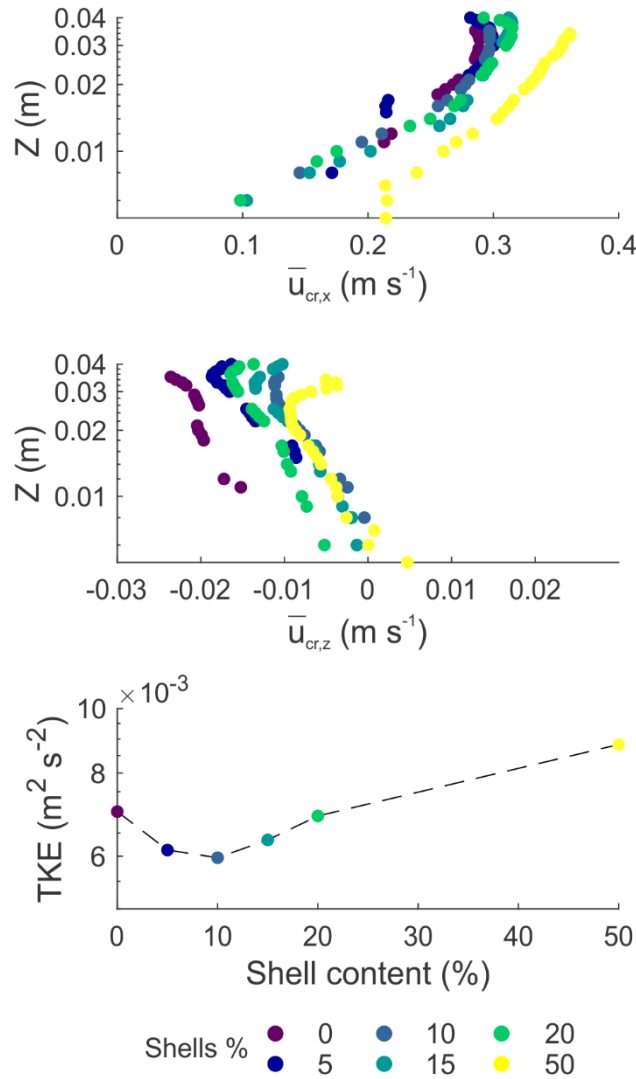 0.04
0.03
0.02
0.01
Z (m)
0 0.1 0.2 0.3 0.4
u̅cr,x (m s⁻¹)
0.04
0.03
0.02
0.01
Z (m)
-0.03 -0.02 -0.01 0 0.01 0.02
u̅cr,z (m s⁻¹)
×10⁻³
10
8
6
TKE (m² s⁻²)
0 10 20 30 40 50
Shell content (%)
Shells % 0 10 20
5 15 50